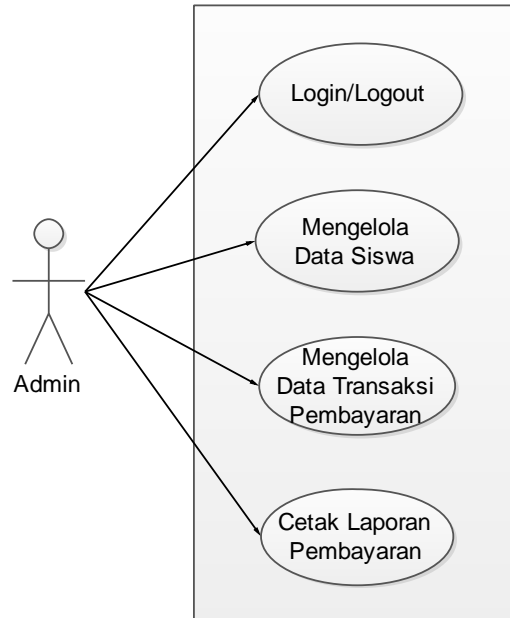 Login/Logout
Mengelola
Data Siswa
Admin
Mengelola
Data Transaksi
Pembayaran
Cetak Laporan
Pembayaran